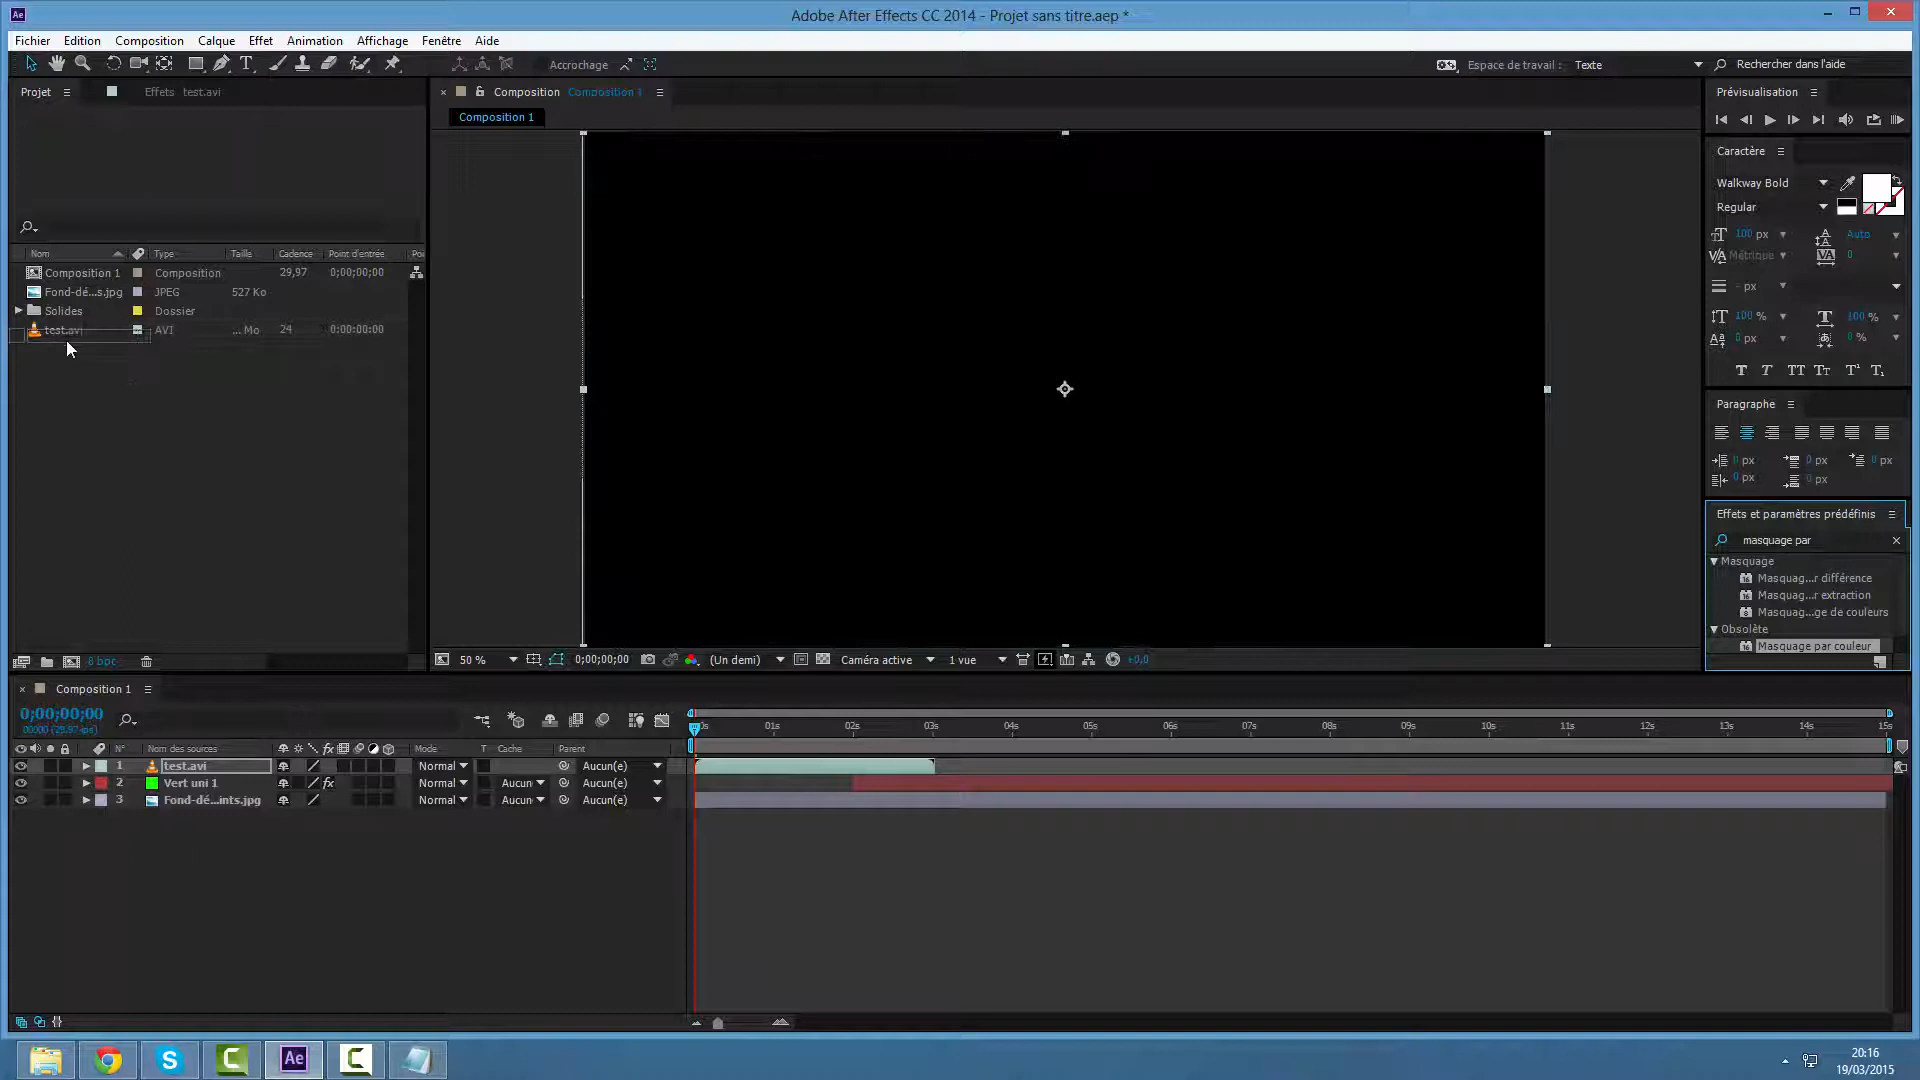 Adobe After Effects CC 2014 - Projet sans titre.aep *
Fichier Edition Composition Calque Effet Animation Affichage Fenêtre Aide
Accrochage
Espace de travail : Texte
Rechercher dans l'aide
Projet
Effets test.avi
Composition Composition 1
Composition 1
Nom Type Taille Cadence Point d'entrée
Composition 1 Composition 29,97 0;00;00;00
Fond-dé...s.jpg JPEG 527 Ko
Solides Dossier
test.avi AVI ... Mo 24 0:00:00:00
8 bpc
50 % 0;00;00;00 (Un demi) Caméra active 1 vue +0,0
Prévisualisation
Caractère
Walkway Bold
Regular
100 px Auto
Métrique 0
- px
100 % 100 %
0 px 0 %
Paragraphe
0 px 0 px 0 px
0 px 0 px
Effets et paramètres prédéfinis
masquage par
Masquage
Masquag...r différence
Masquag...r extraction
Masquag...ge de couleurs
Obsolète
Masquage par couleur
Composition 1
0;00;00;00
00000 (29.97 ips)
N° Nom des sources Mode T Cache Parent
1 test.avi Normal Aucun(e)
2 Vert uni 1 Normal Aucun Aucun(e)
3 Fond-dé...ints.jpg Normal Aucun Aucun(e)
01s 02s 03s 04s 05s 06s 07s 08s 09s 10s 11s 12s 13s 14s 15s
20:16
19/03/2015